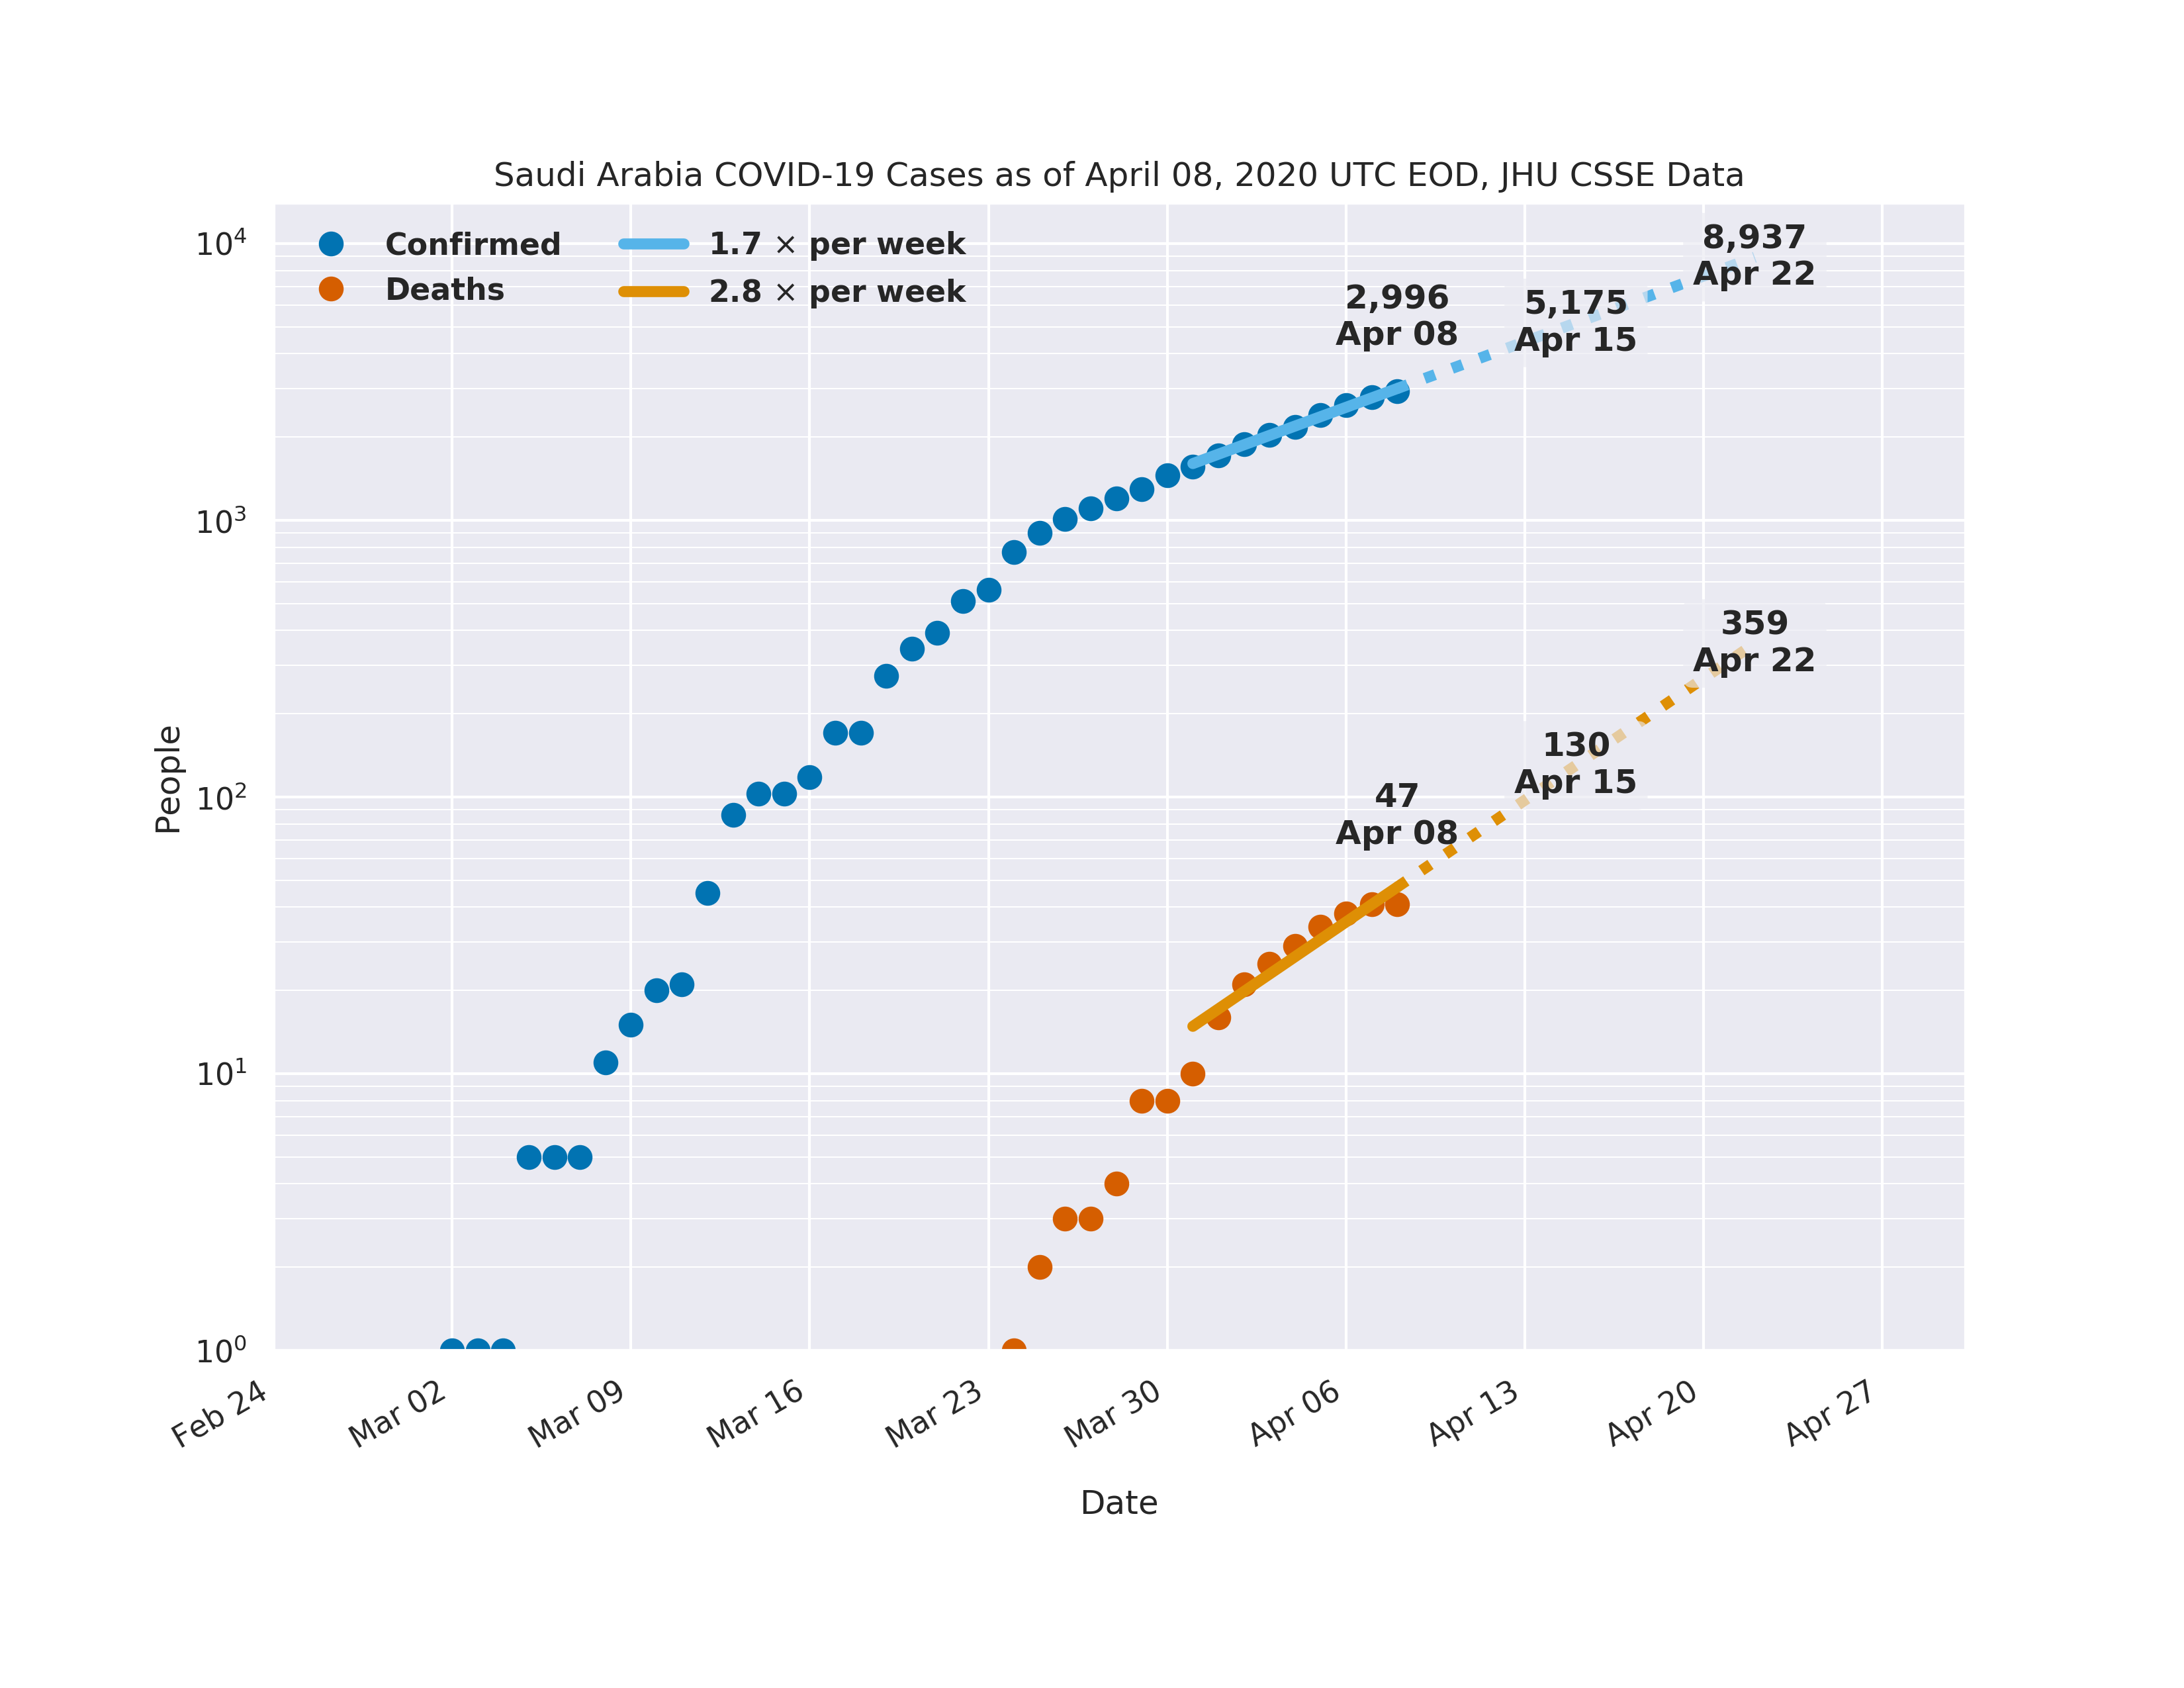 Saudi Arabia COVID-19 Cases as of April 08, 2020 UTC EOD, JHU CSSE Data
Confirmed
Deaths
1.7 × per week
2.8 × per week
8,937
Apr 22
2,996
Apr 08
5,175
Apr 15
359
Apr 22
130
Apr 15
47
Apr 08
People
10⁴
10³
10²
10¹
10⁰
Feb 24
Mar 02
Mar 09
Mar 16
Mar 23
Mar 30
Apr 06
Apr 13
Apr 20
Apr 27
Date